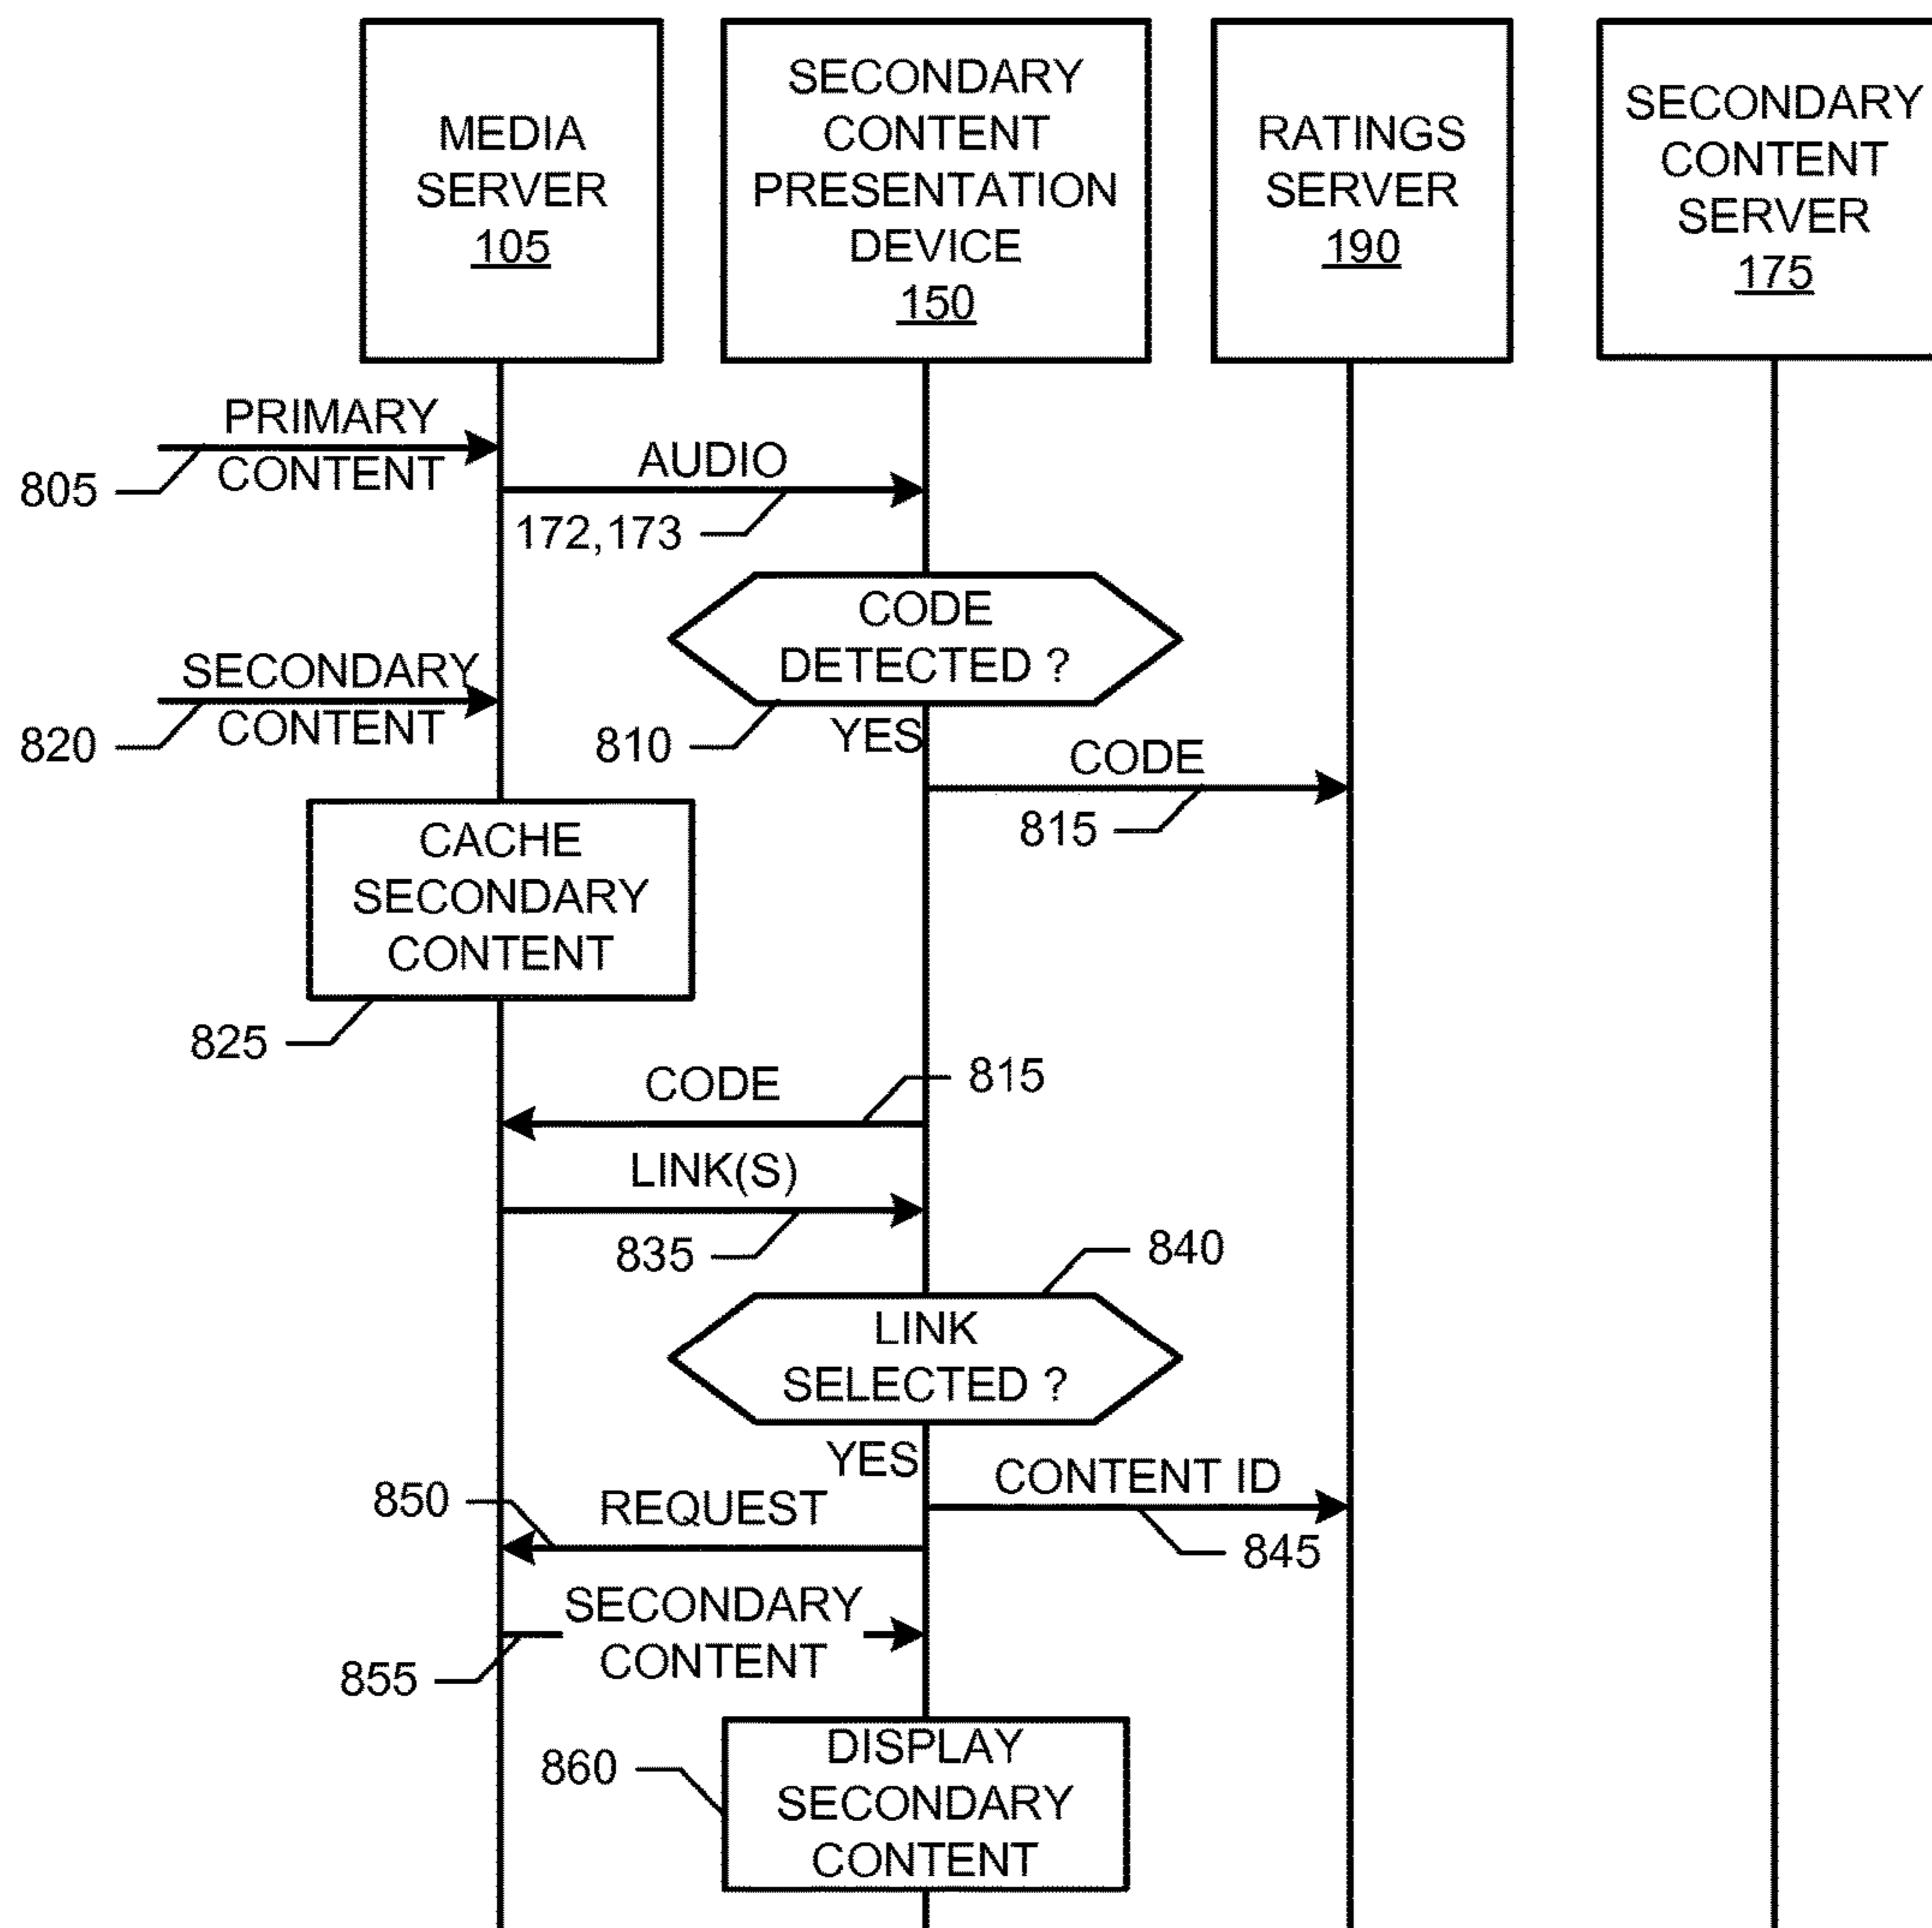 MEDIA
SERVER
105
SECONDARY
CONTENT
PRESENTATION
DEVICE
150
RATINGS
SERVER
190
SECONDARY
CONTENT
SERVER
175
PRIMARY
CONTENT
805
AUDIO
172,173
CODE
DETECTED ?
810
YES
SECONDARY
CONTENT
820
CODE
815
CACHE
SECONDARY
CONTENT
825
CODE
815
LINK(S)
835
840
LINK
SELECTED ?
YES
CONTENT ID
845
850
REQUEST
SECONDARY
CONTENT
855
860
DISPLAY
SECONDARY
CONTENT